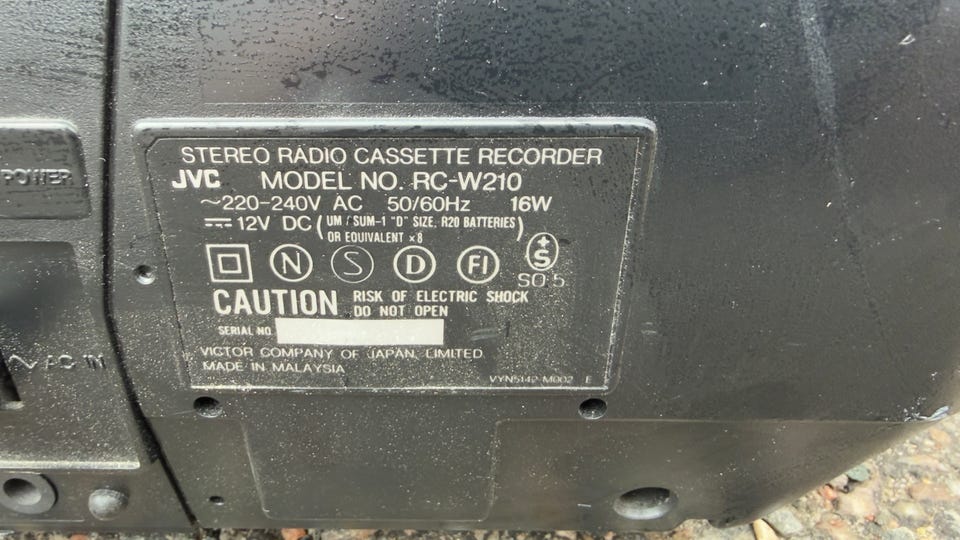 POWER
AC IN
STEREO RADIO CASSETTE RECORDER
JVC MODEL NO. RC-W210
~220-240V AC 50/60Hz 16W
⎓ 12V DC (UM / SUM-1 "D" SIZE, R20 BATTERIES)
OR EQUIVALENT ×8
N S D FI +S
SO 5
CAUTION RISK OF ELECTRIC SHOCK
DO NOT OPEN
SERIAL NO.
VICTOR COMPANY OF JAPAN, LIMITED
MADE IN MALAYSIA
VYN5142-M002 E